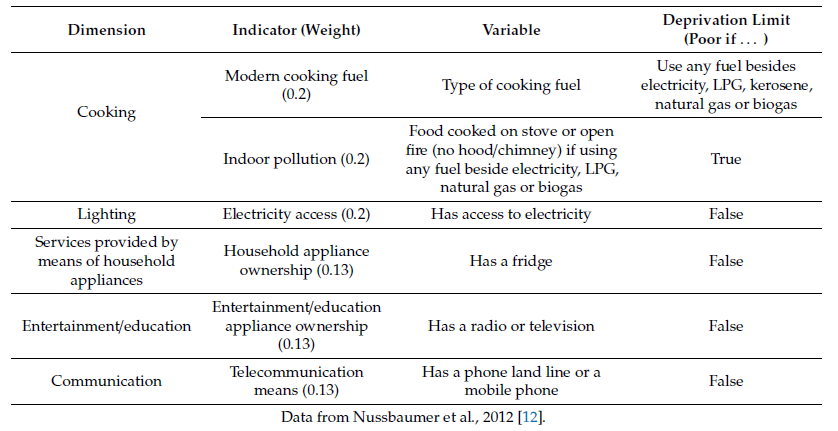 Dimension
Indicator (Weight)
Variable
Deprivation Limit
(Poor if . . . )
Cooking
Modern cooking fuel
(0.2)
Type of cooking fuel
Use any fuel besides
electricity, LPG, kerosene,
natural gas or biogas
Indoor pollution (0.2)
Food cooked on stove or open
fire (no hood/chimney) if using
any fuel beside electricity, LPG,
natural gas or biogas
True
Lighting
Electricity access (0.2)
Has access to electricity
False
Services provided by
means of household
appliances
Household appliance
ownership (0.13)
Has a fridge
False
Entertainment/education
Entertainment/education
appliance ownership
(0.13)
Has a radio or television
False
Communication
Telecommunication
means (0.13)
Has a phone land line or a
mobile phone
False
Data from Nussbaumer et al., 2012 [12].